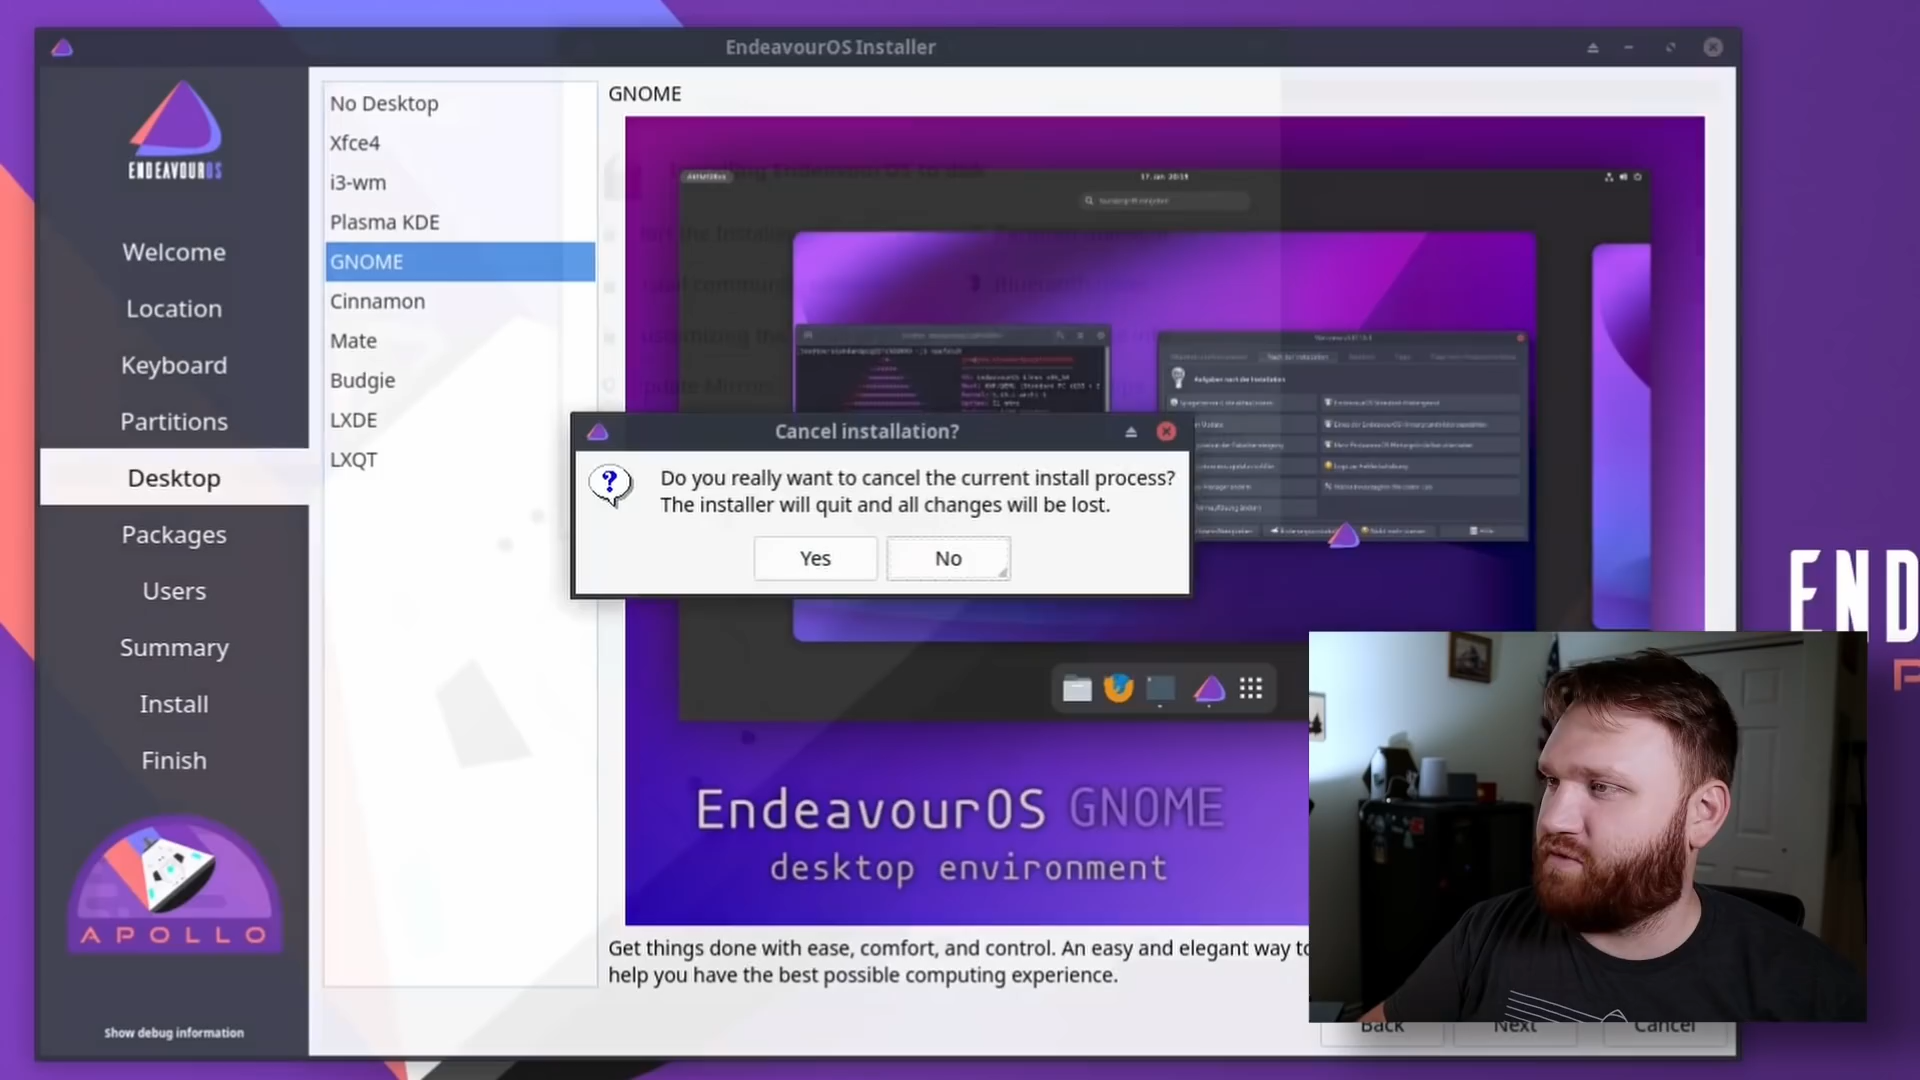 EndeavourOS Installer
ENDEAVOUROS
Welcome
Location
Keyboard
Partitions
Desktop
Packages
Users
Summary
Install
Finish
APOLLO
Show debug information
No Desktop
Xfce4
i3-wm
Plasma KDE
GNOME
Cinnamon
Mate
Budgie
LXDE
LXQT
GNOME
17. Jan 20:19
Cancel installation?
Do you really want to cancel the current install process?
The installer will quit and all changes will be lost.
Yes
No
EndeavourOS GNOME
desktop environment
Get things done with ease, comfort, and control. An easy and elegant way to
help you have the best possible computing experience.
Back
Next
Cancel
END